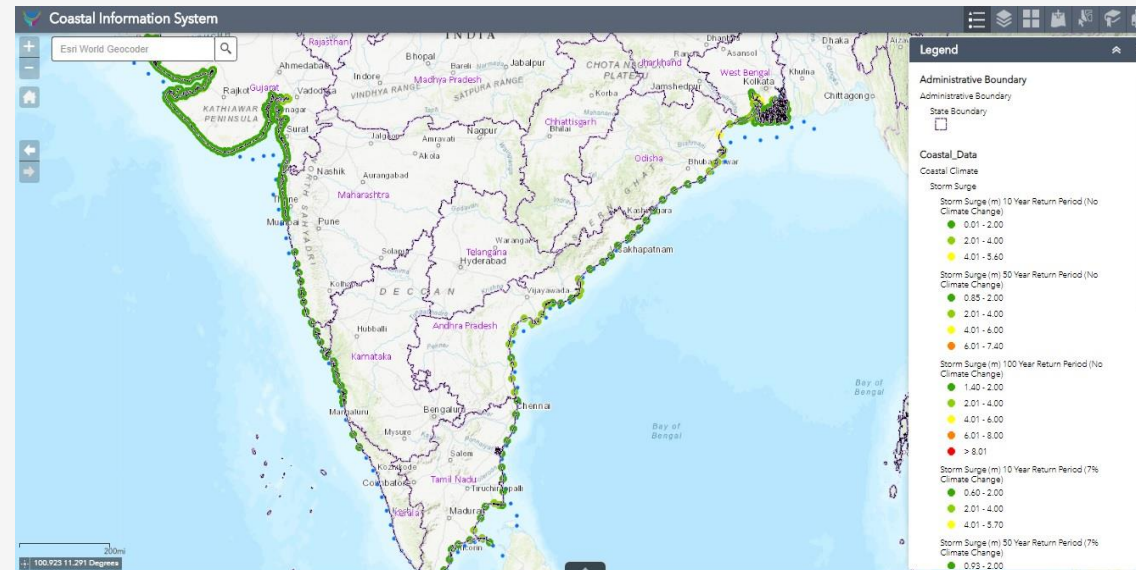 Coastal Information System
Esri World Geocoder
INDIA
Rajasthan
Bhopal
Ahmedabad
Indore
Bareli
Narmada
Jabalpur
Madhya Pradesh
VINDHYA RANGE
SATPURA RANGE
CHOTA
PLATEAU
Jharkhand
Asansol
Dhaka
West Bengal
Kolkata
Khulna
Chittagong
Jamshedpur
Rajkot
Gujarat
Vadodara
KATHIAWAR
PENINSULA
Surat
Korba
Chhattisgarh
Bhilai
Nagpur
Amravati
Jalgaon
Akola
Odisha
Nashik
Aurangabad
Maharashtra
NORTH SAHYADRI
Pune
Warangal
Telangana
Hyderabad
Vijayawada
DECCAN
Hubballi
Andhra Pradesh
Karnataka
Bengaluru
Chennai
Mysuru
Salem
Kozhikode
Tamil Nadu
Tiruchirappalli
Madurai
Bay of
Bengal
Bay of
Bengal
200mi
100.923 11.291 Degrees
Legend
Administrative Boundary
Administrative Boundary
State Boundary
Coastal_Data
Coastal Climate
Storm Surge
Storm Surge (m) 10 Year Return Period (No
Climate Change)
0.01 - 2.00
2.01 - 4.00
4.01 - 5.60
Storm Surge (m) 50 Year Return Period (No
Climate Change)
0.85 - 2.00
2.01 - 4.00
4.01 - 6.00
6.01 - 7.40
Storm Surge (m) 100 Year Return Period (No
Climate Change)
1.40 - 2.00
2.01 - 4.00
4.01 - 6.00
6.01 - 8.00
> 8.01
Storm Surge (m) 10 Year Return Period (7%
Climate Change)
0.60 - 2.00
2.01 - 4.00
4.01 - 5.70
Storm Surge (m) 50 Year Return Period (7%
Climate Change)
0.93 - 2.00